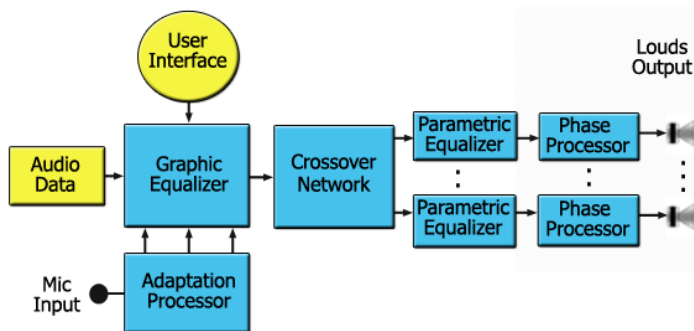 User
Interface
Louds
Output
Audio
Data
Graphic
Equalizer
Crossover
Network
Parametric
Equalizer
Phase
Processor
Parametric
Equalizer
Phase
Processor
Mic
Input
Adaptation
Processor